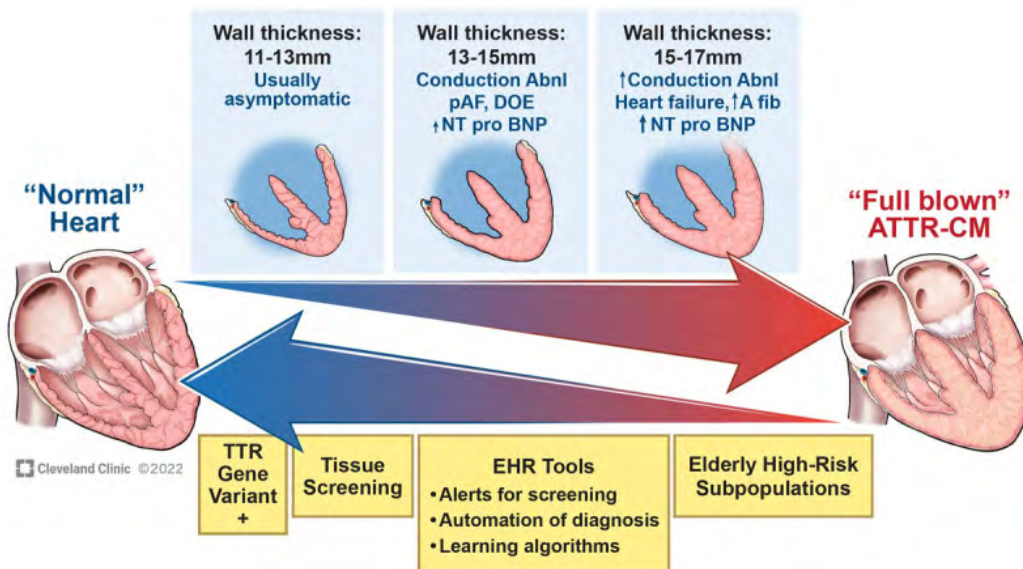 Wall thickness:
11-13mm
Usually
asymptomatic
Wall thickness:
13-15mm
Conduction Abnl
pAF, DOE
↑NT pro BNP
Wall thickness:
15-17mm
↑Conduction Abnl
Heart failure,↑A fib
↑NT pro BNP
“Normal”
Heart
“Full blown”
ATTR-CM
Cleveland Clinic ©2022
TTR
Gene
Variant
+
Tissue
Screening
EHR Tools
•Alerts for screening
•Automation of diagnosis
•Learning algorithms
Elderly High-Risk
Subpopulations